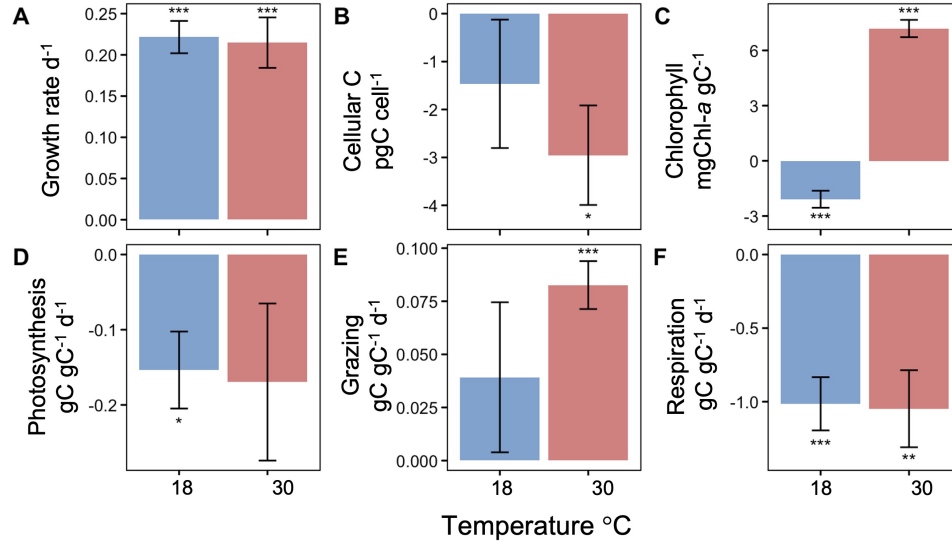 A
Growth rate d⁻¹
0.25
0.20
0.15
0.10
0.05
0.00
***
***
B
Cellular C
pgC cell⁻¹
0
-1
-2
-3
-4
*
C
Chlorophyll
mgChl-a gC⁻¹
6
3
0
-3
***
***
D
Photosynthesis
gC gC⁻¹ d⁻¹
0.0
-0.1
-0.2
*
18
30
E
Grazing
gC gC⁻¹ d⁻¹
0.100
0.075
0.050
0.025
0.000
***
18
30
F
Respiration
gC gC⁻¹ d⁻¹
0.0
-0.5
-1.0
***
**
18
30
Temperature °C